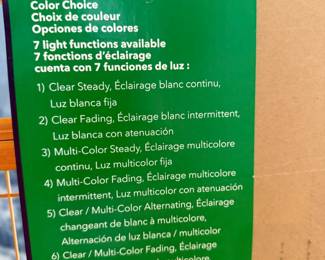 Color Choice
Choix de couleur
Opciones de colores
7 light functions available
7 fonctions d'éclairage
cuenta con 7 funciones de luz :
1) Clear Steady, Éclairage blanc continu,
Luz blanca fija
2) Clear Fading, Éclairage blanc intermittent,
Luz blanca con atenuación
3) Multi-Color Steady, Éclairage multicolore
continu, Luz multicolor fija
4) Multi-Color Fading, Éclairage multicolore
intermittent, Luz multicolor con atenuación
5) Clear / Multi-Color Alternating, Éclairage
changeant de blanc à multicolore,
Alternación de luz blanca / multicolor
6) Clear / Multi-Color Fading, Éclairage
multicolore,